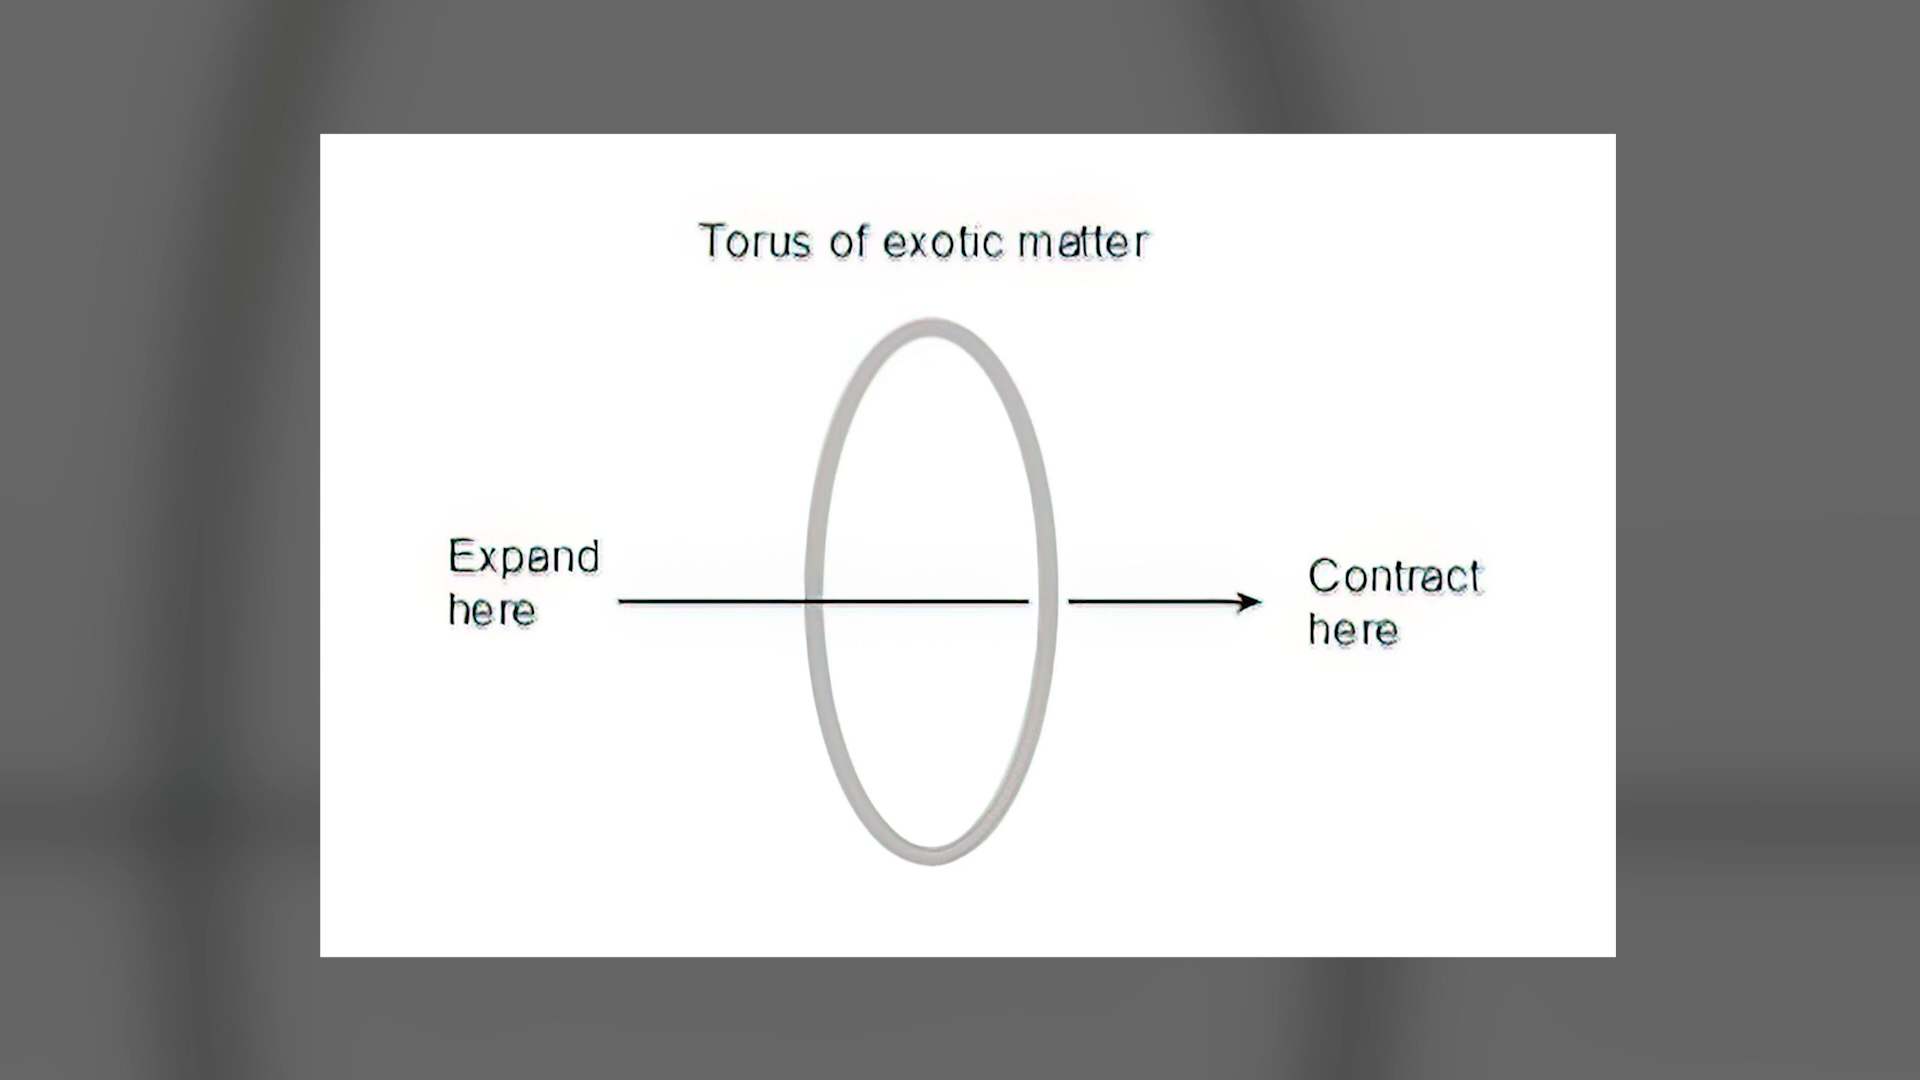 Torus of exotic matter
Expand
here
Contract
here